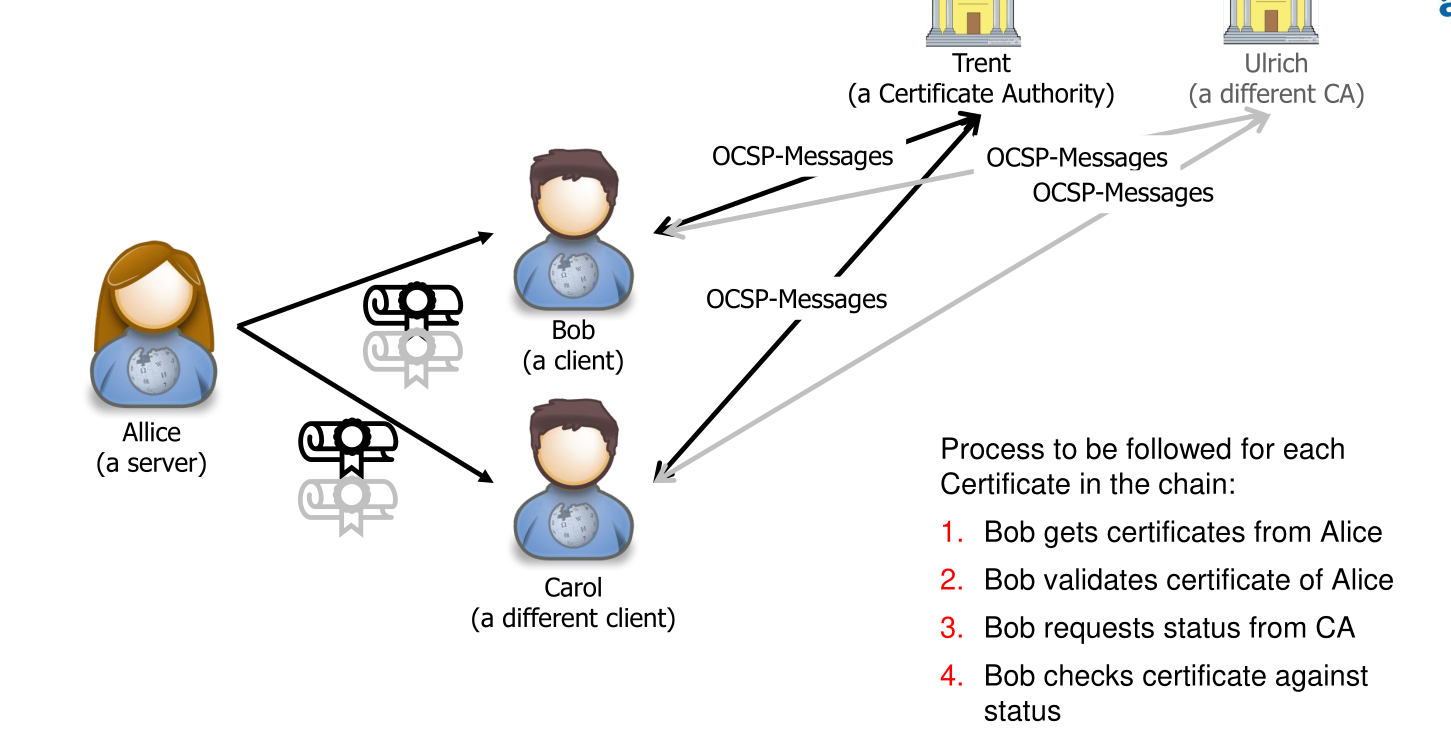 Trent
(a Certificate Authority)
Ulrich
(a different CA)
OCSP-Messages
OCSP-Messages
OCSP-Messages
OCSP-Messages
Bob
(a client)
Allice
(a server)
Carol
(a different client)
Process to be followed for each
Certificate in the chain:
1. Bob gets certificates from Alice
2. Bob validates certificate of Alice
3. Bob requests status from CA
4. Bob checks certificate against
status